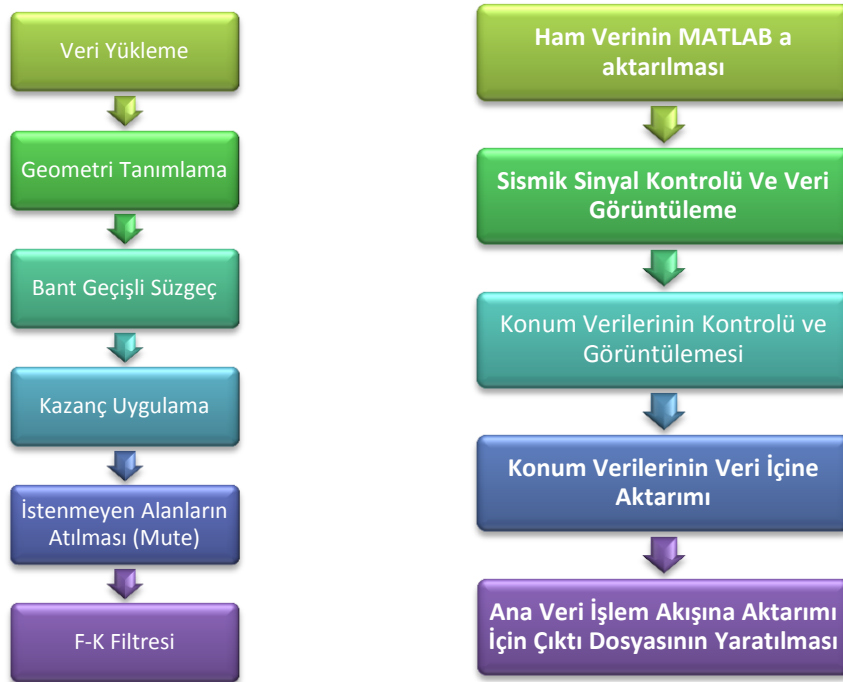 Veri Yükleme
Geometri Tanımlama
Bant Geçişli Süzgeç
Kazanç Uygulama
İstenmeyen Alanların
Atılması (Mute)
F-K Filtresi
Ham Verinin MATLAB a
aktarılması
Sismik Sinyal Kontrolü Ve Veri
Görüntüleme
Konum Verilerinin Kontrolü ve
Görüntülemesi
Konum Verilerinin Veri İçine
Aktarımı
Ana Veri İşlem Akışına Aktarımı
İçin Çıktı Dosyasının Yaratılması